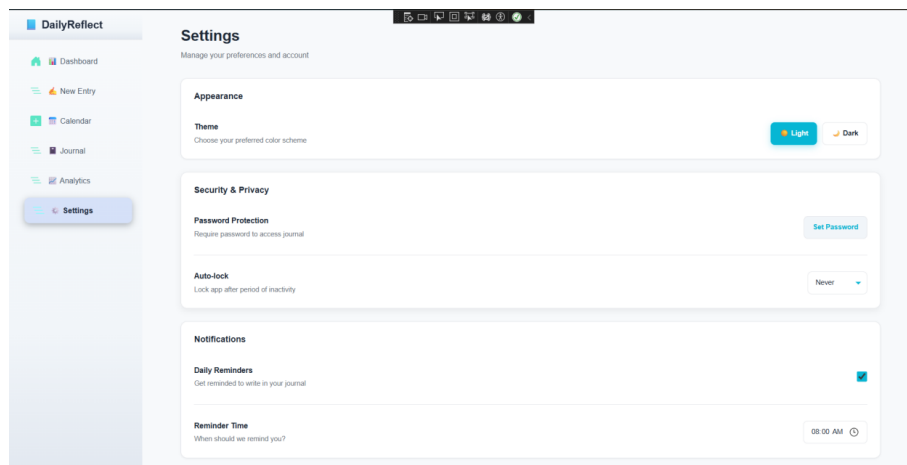 DailyReflect
Dashboard
New Entry
Calendar
Journal
Analytics
Settings
Settings
Manage your preferences and account
Appearance
Theme
Choose your preferred color scheme
Light
Dark
Security & Privacy
Password Protection
Require password to access journal
Set Password
Auto-lock
Lock app after period of inactivity
Never
Notifications
Daily Reminders
Get reminded to write in your journal
Reminder Time
When should we remind you?
08:00 AM